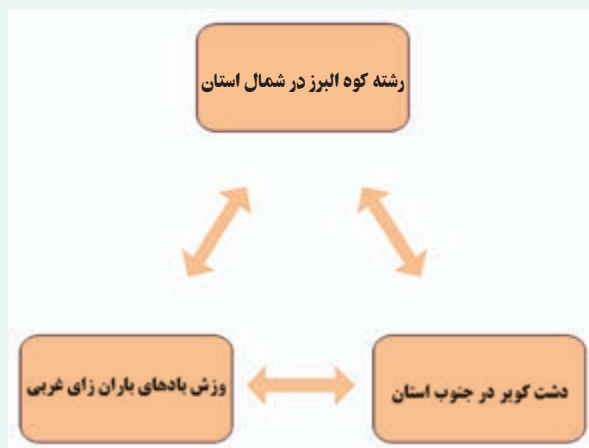 رشته کوه البرز در شمال استان
دشت کویر در جنوب استان
وزش بادهای باران زای غربی